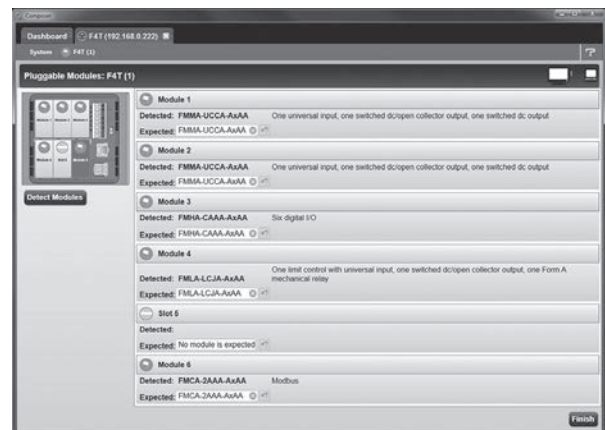 Composer
Dashboard F4T (192.168.0.222)
System F4T (1)
?
Pluggable Modules: F4T (1)
Detect Modules
Module 1
Detected: FMMA-UCCA-AxAA One universal input, one switched dc/open collector output, one switched dc output
Expected: FMMA-UCCA-AxAA
Module 2
Detected: FMMA-UCCA-AxAA One universal input, one switched dc/open collector output, one switched dc output
Expected: FMMA-UCCA-AxAA
Module 3
Detected: FMHA-CAAA-AxAA Six digital I/O
Expected: FMHA-CAAA-AxAA
Module 4
Detected: FMLA-LCJA-AxAA One limit control with universal input, one switched dc/open collector output, one Form A
mechanical relay
Expected: FMLA-LCJA-AxAA
Slot 5
Detected:
Expected: No module is expected
Module 6
Detected: FMCA-2AAA-AxAA Modbus
Expected: FMCA-2AAA-AxAA
Finish